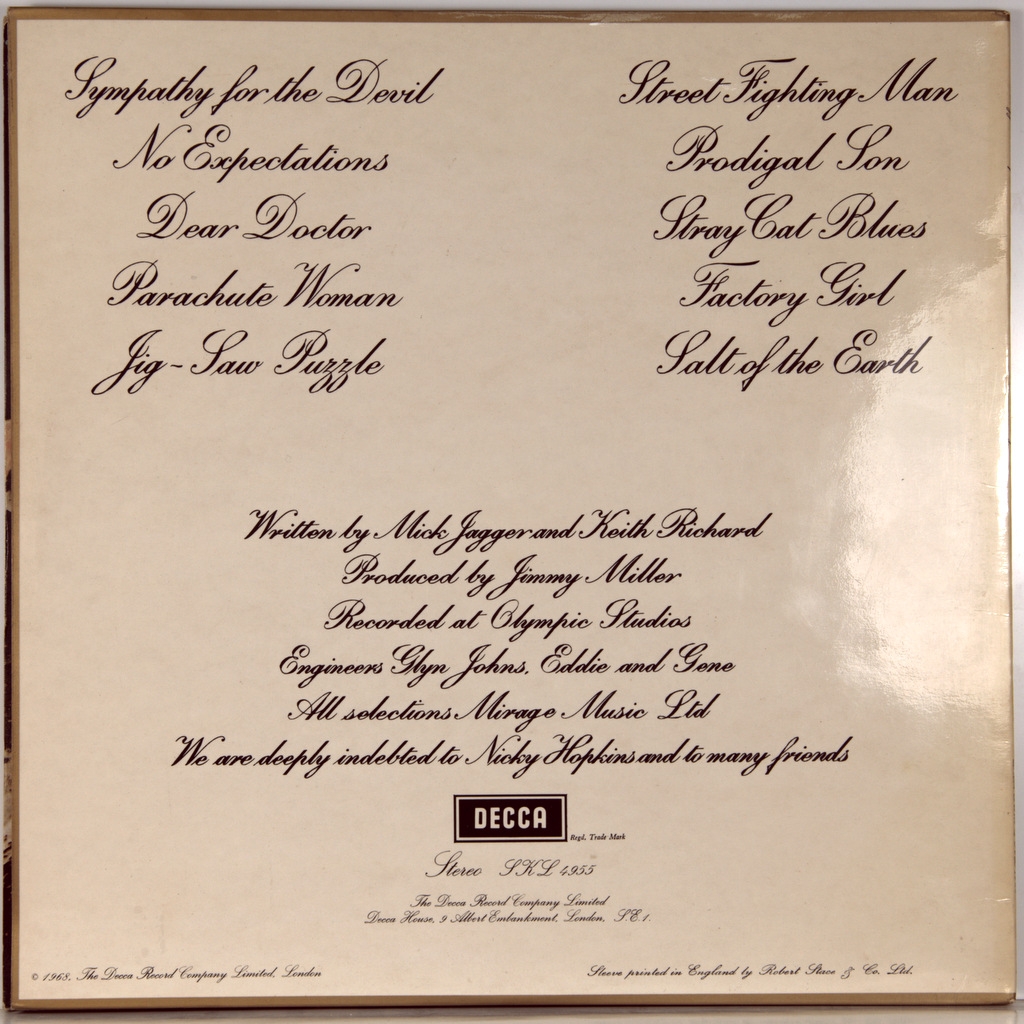 Sympathy for the Devil
No Expectations
Dear Doctor
Parachute Woman
Jig-Saw Puzzle
Street Fighting Man
Prodigal Son
Stray Cat Blues
Factory Girl
Salt of the Earth
Written by Mick Jagger and Keith Richard
Produced by Jimmy Miller
Recorded at Olympic Studios
Engineers Glyn Johns, Eddie and Gene
All selections Mirage Music Ltd
We are deeply indebted to Nicky Hopkins and to many friends
DECCA
Regd. Trade Mark
Stereo SKL 4955
The Decca Record Company Limited
Decca House, 9 Albert Embankment, London, S.E.1.
© 1968, The Decca Record Company Limited, London
Sleeve printed in England by Robert Stace & Co. Ltd.